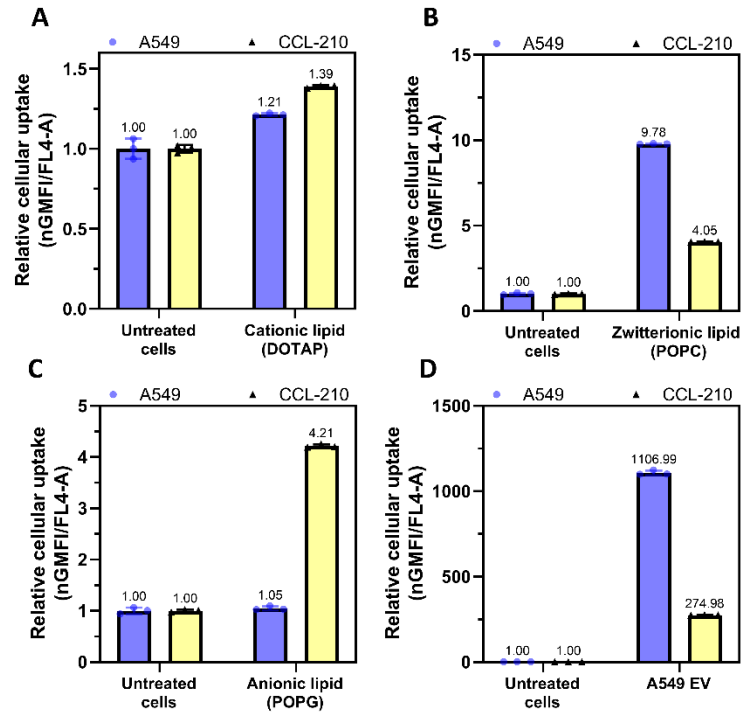 A
A549
CCL-210
Relative cellular uptake
(nGMFI/FL4-A)
1.5
1.0
0.5
0.0
1.00
1.00
1.21
1.39
Untreated
cells
Cationic lipid
(DOTAP)
B
A549
CCL-210
Relative cellular uptake
(nGMFI/FL4-A)
15
10
5
0
1.00
1.00
9.78
4.05
Untreated
cells
Zwitterionic lipid
(POPC)
C
A549
CCL-210
Relative cellular uptake
(nGMFI/FL4-A)
5
4
3
2
1
0
1.00
1.00
1.05
4.21
Untreated
cells
Anionic lipid
(POPG)
D
A549
CCL-210
Relative cellular uptake
(nGMFI/FL4-A)
1500
1000
500
0
1.00
1.00
1106.99
274.98
Untreated
cells
A549 EV